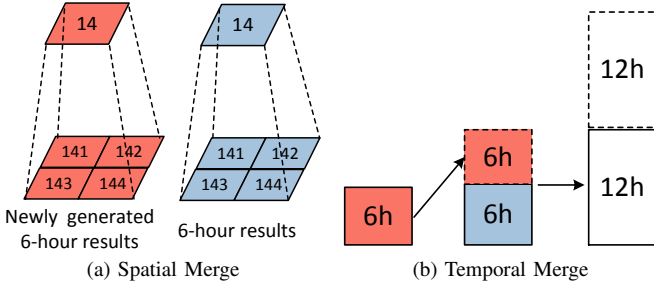 14
141 142
143 144
Newly generated
6-hour results
14
141 142
143 144
6-hour results
(a) Spatial Merge
6h
6h
6h
12h
12h
(b) Temporal Merge